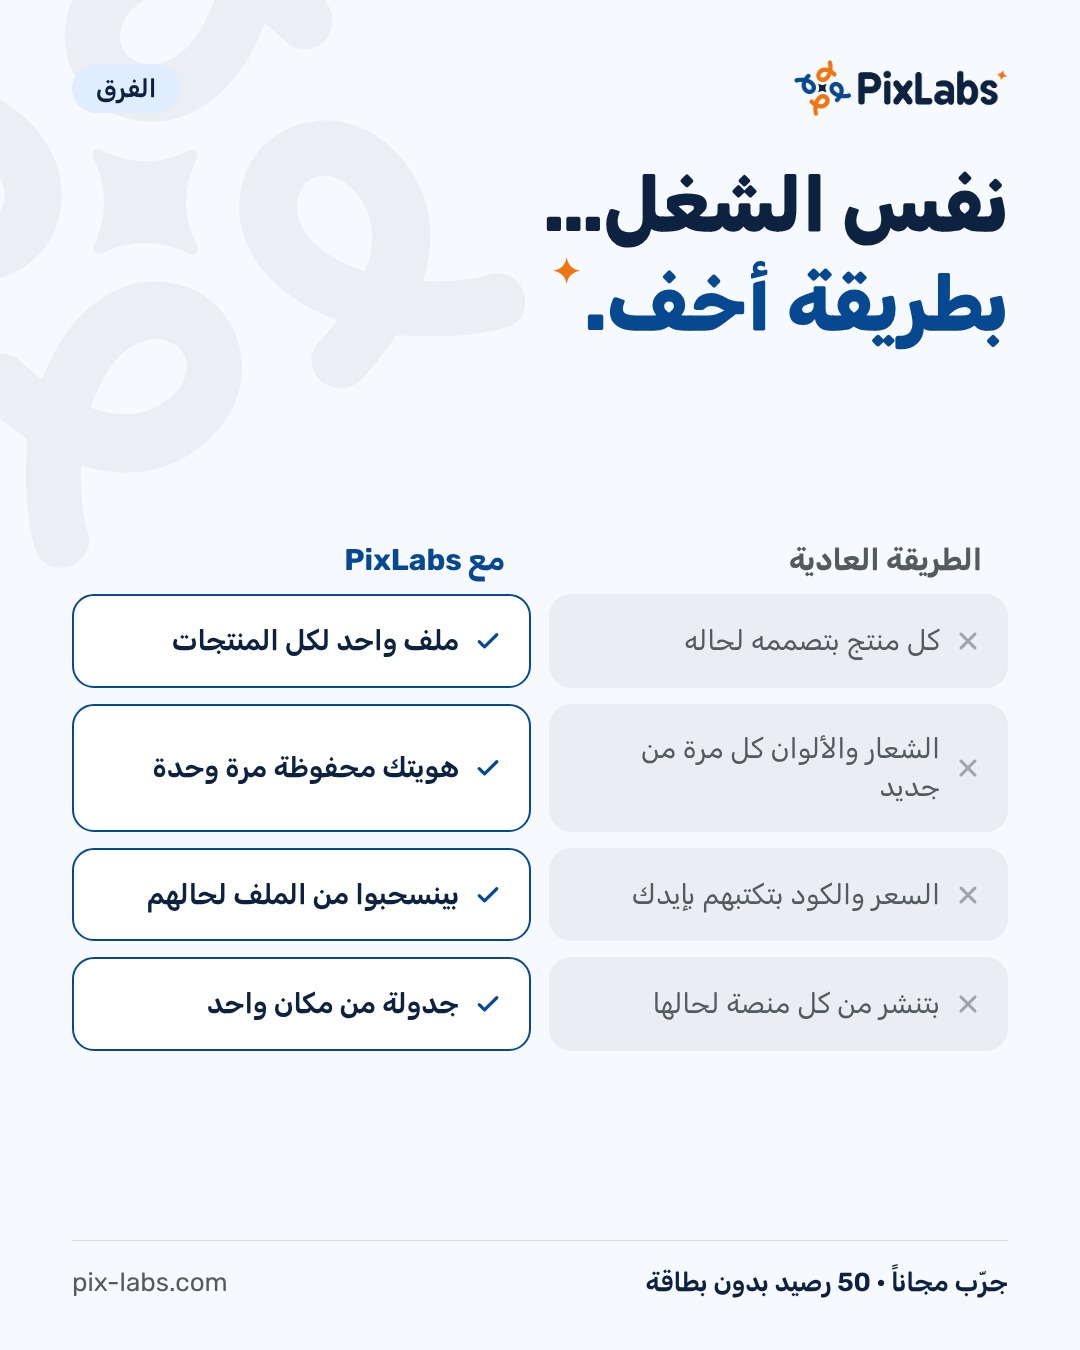 PixLabs
الفرق
نفس الشغل...
بطريقة أخف.
الطريقة العادية
مع PixLabs
كل منتج بتصممه لحاله
ملف واحد لكل المنتجات
الشعار والألوان كل مرة من
جديد
هويتك محفوظة مرة وحدة
السعر والكود بتكتبهم بإيدك
بينسحبوا من الملف لحالهم
بتنشر من كل منصة لحالها
جدولة من مكان واحد
جرّب مجاناً • 50 رصيد بدون بطاقة
pix-labs.com